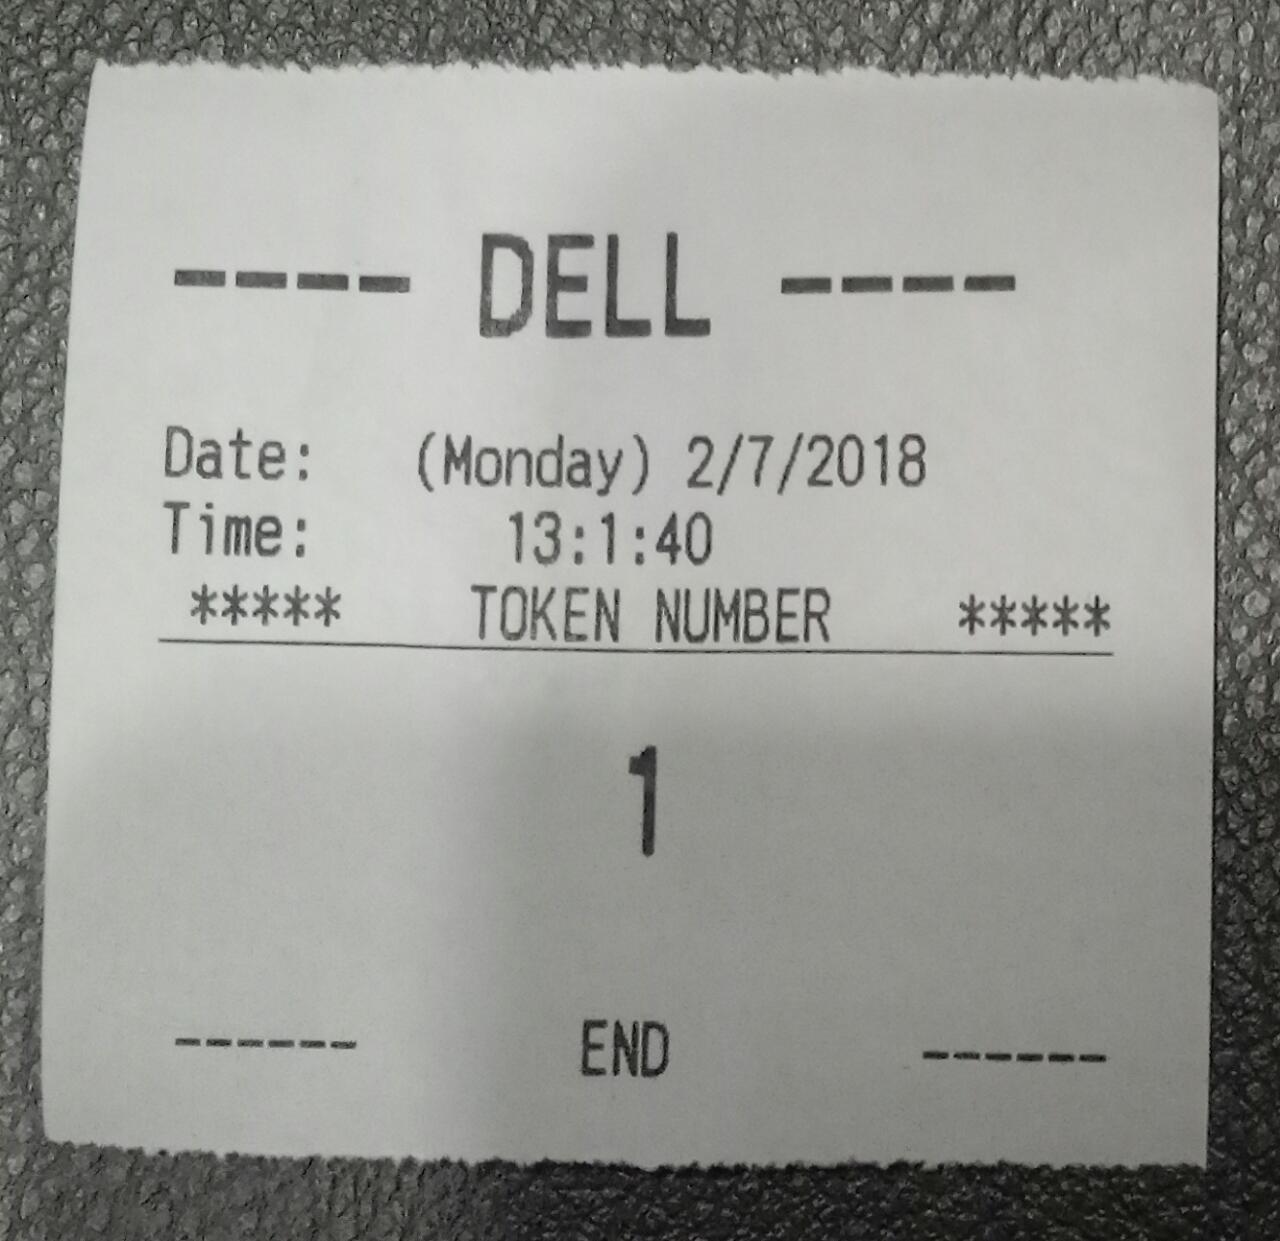 ---- DELL ----
Date: (Monday) 2/7/2018
Time: 13:1:40
***** TOKEN NUMBER *****
1
------ END ------